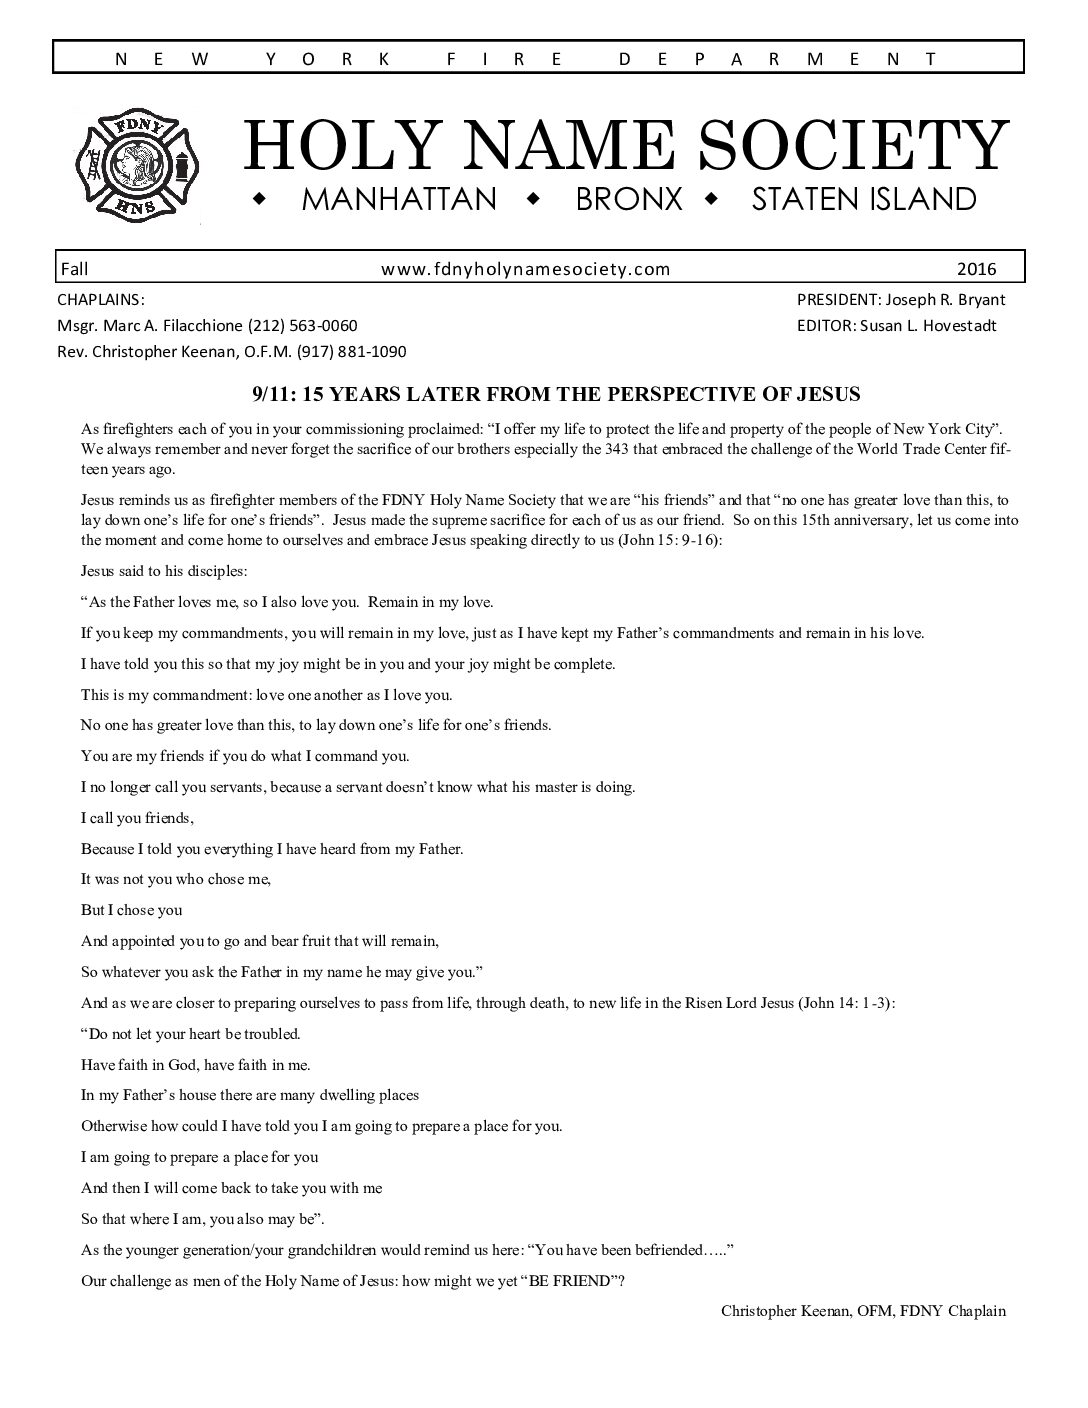 NEW YORK FIRE DEPARMENT
FDNY
HNS
HOLY NAME SOCIETY
◆ MANHATTAN ◆ BRONX ◆ STATEN ISLAND
Fall www.fdnyholynamesociety.com 2016
CHAPLAINS: PRESIDENT: Joseph R. Bryant
Msgr. Marc A. Filacchione (212) 563-0060 EDITOR: Susan L. Hovestadt
Rev. Christopher Keenan, O.F.M. (917) 881-1090
9/11: 15 YEARS LATER FROM THE PERSPECTIVE OF JESUS
As firefighters each of you in your commissioning proclaimed: “I offer my life to protect the life and property of the people of New York City”.
We always remember and never forget the sacrifice of our brothers especially the 343 that embraced the challenge of the World Trade Center fif-
teen years ago.
Jesus reminds us as firefighter members of the FDNY Holy Name Society that we are “his friends” and that “no one has greater love than this, to
lay down one’s life for one’s friends”. Jesus made the supreme sacrifice for each of us as our friend. So on this 15th anniversary, let us come into
the moment and come home to ourselves and embrace Jesus speaking directly to us (John 15: 9-16):
Jesus said to his disciples:
“As the Father loves me, so I also love you. Remain in my love.
If you keep my commandments, you will remain in my love, just as I have kept my Father’s commandments and remain in his love.
I have told you this so that my joy might be in you and your joy might be complete.
This is my commandment: love one another as I love you.
No one has greater love than this, to lay down one’s life for one’s friends.
You are my friends if you do what I command you.
I no longer call you servants, because a servant doesn’t know what his master is doing.
I call you friends,
Because I told you everything I have heard from my Father.
It was not you who chose me,
But I chose you
And appointed you to go and bear fruit that will remain,
So whatever you ask the Father in my name he may give you.”
And as we are closer to preparing ourselves to pass from life, through death, to new life in the Risen Lord Jesus (John 14: 1-3):
“Do not let your heart be troubled.
Have faith in God, have faith in me.
In my Father’s house there are many dwelling places
Otherwise how could I have told you I am going to prepare a place for you.
I am going to prepare a place for you
And then I will come back to take you with me
So that where I am, you also may be”.
As the younger generation/your grandchildren would remind us here: “You have been befriended…..”
Our challenge as men of the Holy Name of Jesus: how might we yet “BE FRIEND”?
Christopher Keenan, OFM, FDNY Chaplain